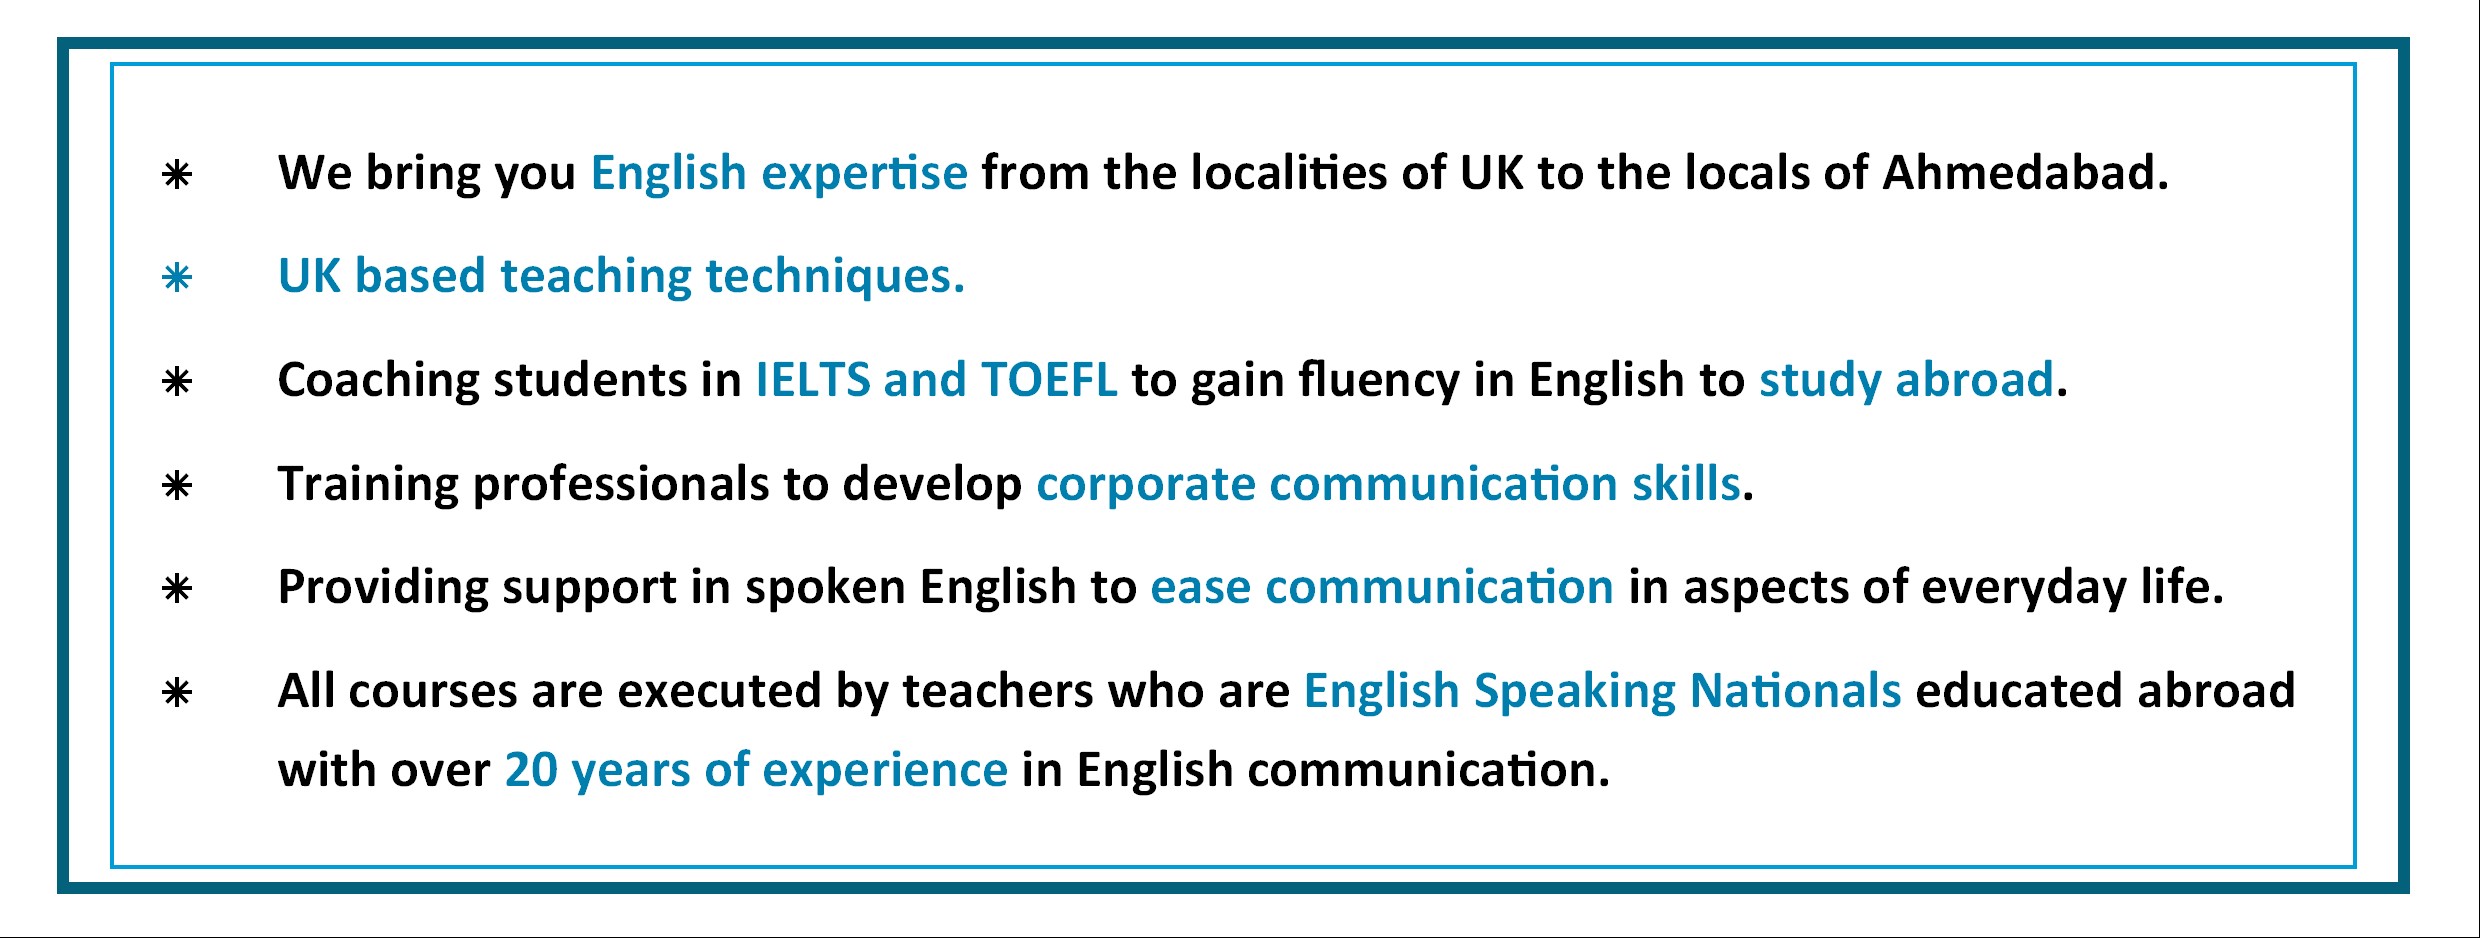 * We bring you English expertise from the localities of UK to the locals of Ahmedabad.
* UK based teaching techniques.
* Coaching students in IELTS and TOEFL to gain fluency in English to study abroad.
* Training professionals to develop corporate communication skills.
* Providing support in spoken English to ease communication in aspects of everyday life.
* All courses are executed by teachers who are English Speaking Nationals educated abroad
with over 20 years of experience in English communication.